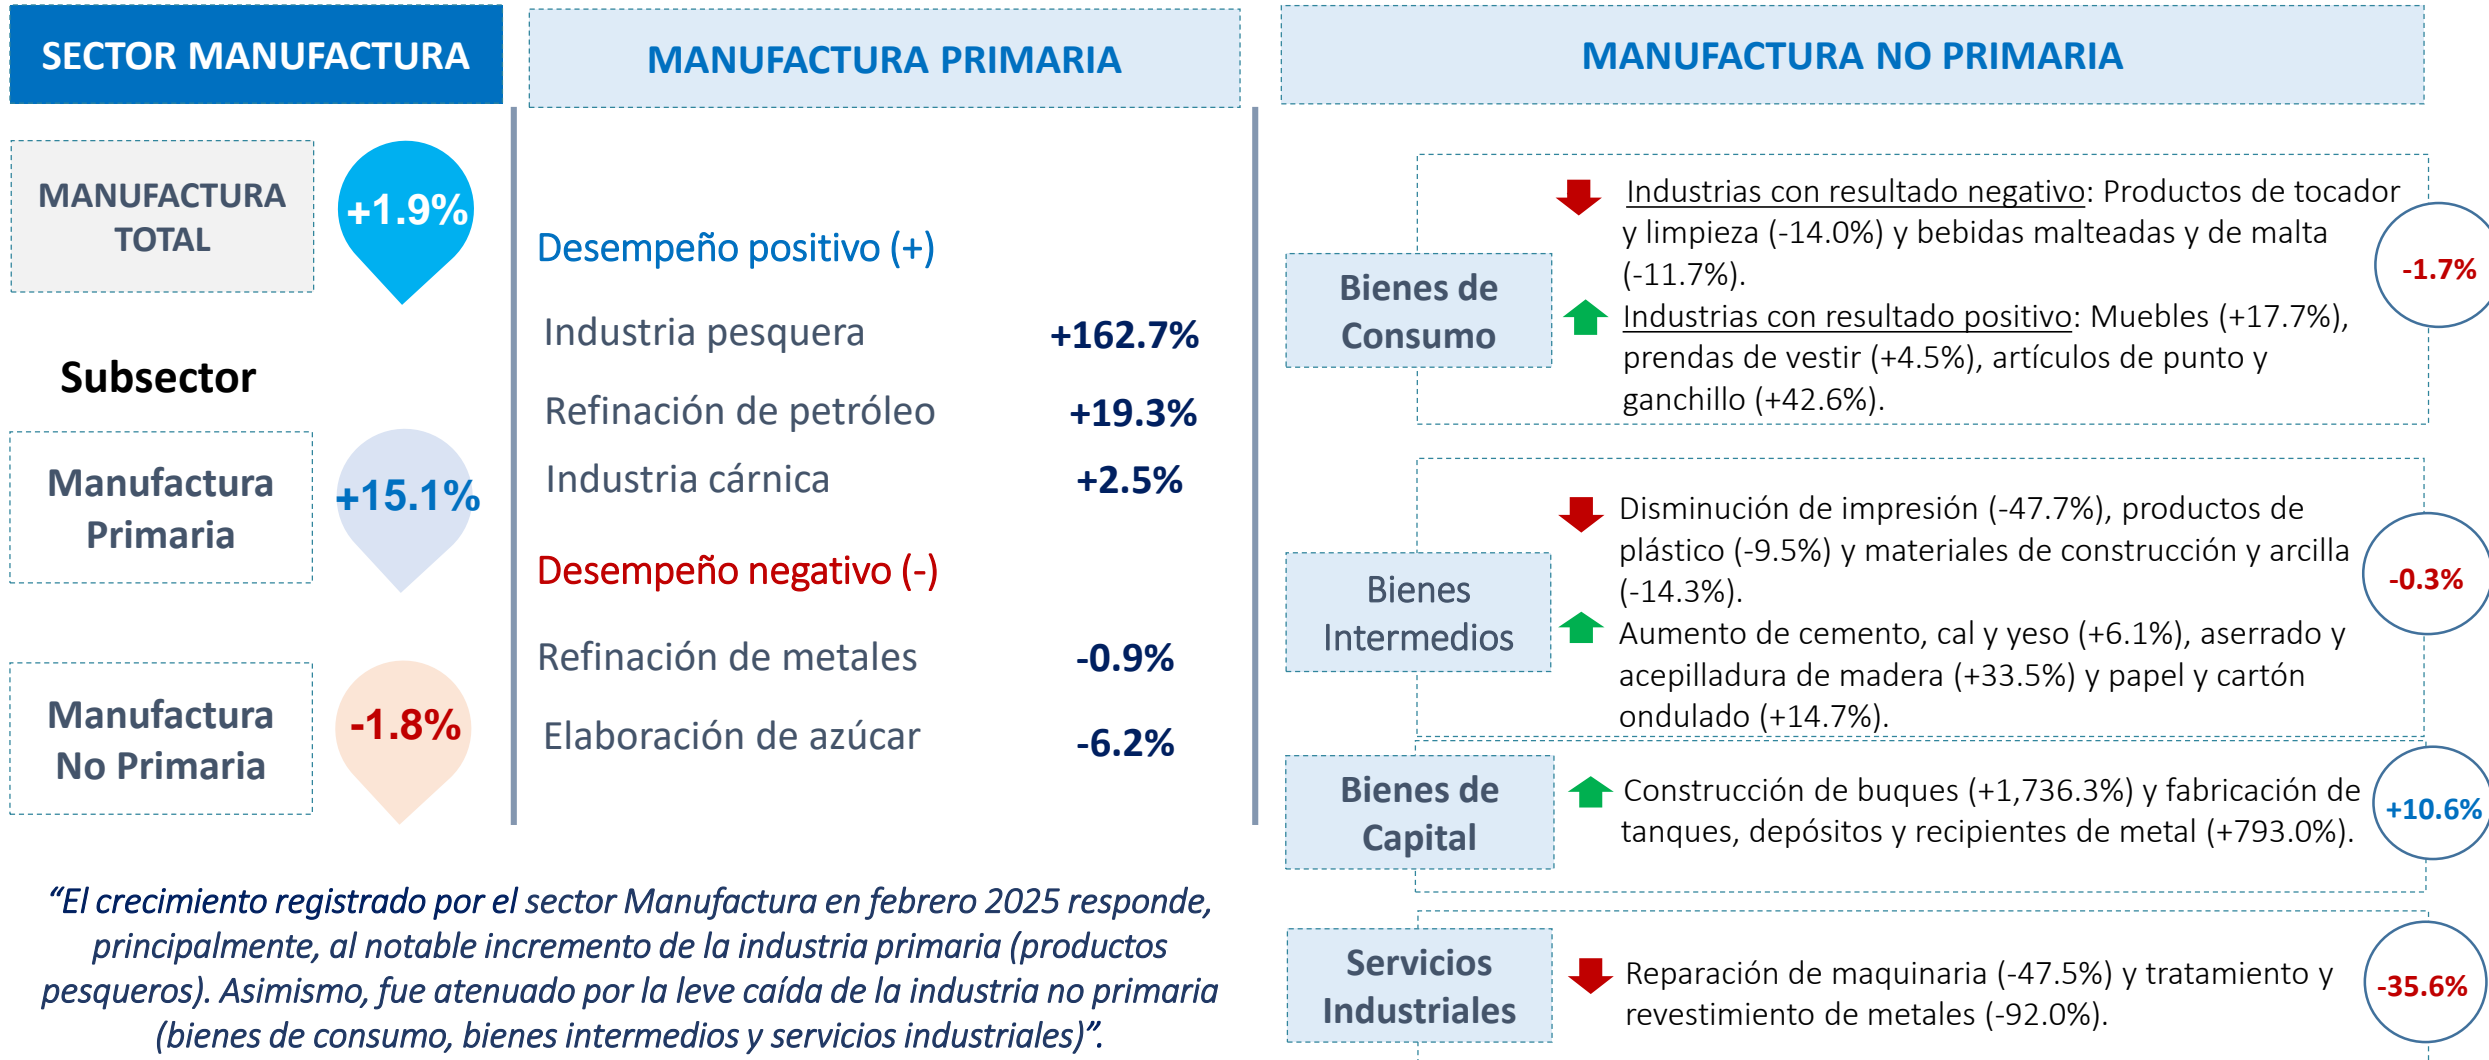 SECTOR MANUFACTURA
MANUFACTURA
TOTAL
+1.9%
Subsector
Manufactura
Primaria
+15.1%
Manufactura
No Primaria
-1.8%
MANUFACTURA PRIMARIA
Desempeño positivo (+)
Industria pesquera +162.7%
Refinación de petróleo +19.3%
Industria cárnica +2.5%
Desempeño negativo (-)
Refinación de metales -0.9%
Elaboración de azúcar -6.2%
“El crecimiento registrado por el sector Manufactura en febrero 2025 responde,
principalmente, al notable incremento de la industria primaria (productos
pesqueros). Asimismo, fue atenuado por la leve caída de la industria no primaria
(bienes de consumo, bienes intermedios y servicios industriales)”.
MANUFACTURA NO PRIMARIA
Bienes de
Consumo
Industrias con resultado negativo: Productos de tocador
y limpieza (-14.0%) y bebidas malteadas y de malta
(-11.7%).
Industrias con resultado positivo: Muebles (+17.7%),
prendas de vestir (+4.5%), artículos de punto y
ganchillo (+42.6%).
-1.7%
Bienes
Intermedios
Disminución de impresión (-47.7%), productos de
plástico (-9.5%) y materiales de construcción y arcilla
(-14.3%).
Aumento de cemento, cal y yeso (+6.1%), aserrado y
acepilladura de madera (+33.5%) y papel y cartón
ondulado (+14.7%).
-0.3%
Bienes de
Capital
Construcción de buques (+1,736.3%) y fabricación de
tanques, depósitos y recipientes de metal (+793.0%).
+10.6%
Servicios
Industriales
Reparación de maquinaria (-47.5%) y tratamiento y
revestimiento de metales (-92.0%).
-35.6%